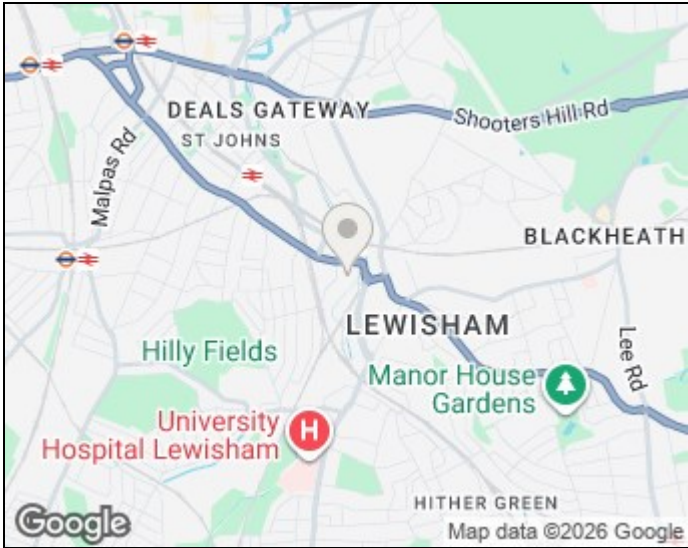 DEALS GATEWAY
Shooters Hill Rd
ST JOHNS
Malpas Rd
BLACKHEATH
LEWISHAM
Lee Rd
Hilly Fields
Manor House
Gardens
University
Hospital Lewisham
H
HITHER GREEN
Google
Map data ©2026 Google